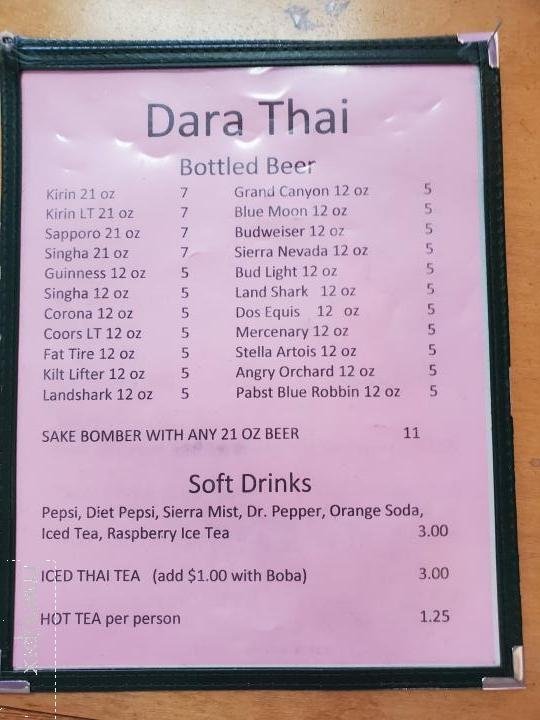 Dara Thai
Bottled Beer
Kirin 21 oz 7 Grand Canyon 12 oz 5
Kirin LT 21 oz 7 Blue Moon 12 oz 5
Sapporo 21 oz 7 Budweiser 12 oz 5
Singha 21 oz 7 Sierra Nevada 12 oz 5
Guinness 12 oz 5 Bud Light 12 oz 5
Singha 12 oz 5 Land Shark 12 oz 5
Corona 12 oz 5 Dos Equis 12 oz 5
Coors LT 12 oz 5 Mercenary 12 oz 5
Fat Tire 12 oz 5 Stella Artois 12 oz 5
Kilt Lifter 12 oz 5 Angry Orchard 12 oz 5
Landshark 12 oz 5 Pabst Blue Robbin 12 oz 5
SAKE BOMBER WITH ANY 21 OZ BEER 11
Soft Drinks
Pepsi, Diet Pepsi, Sierra Mist, Dr. Pepper, Orange Soda,
Iced Tea, Raspberry Ice Tea 3.00
ICED THAI TEA (add $1.00 with Boba) 3.00
HOT TEA per person 1.25